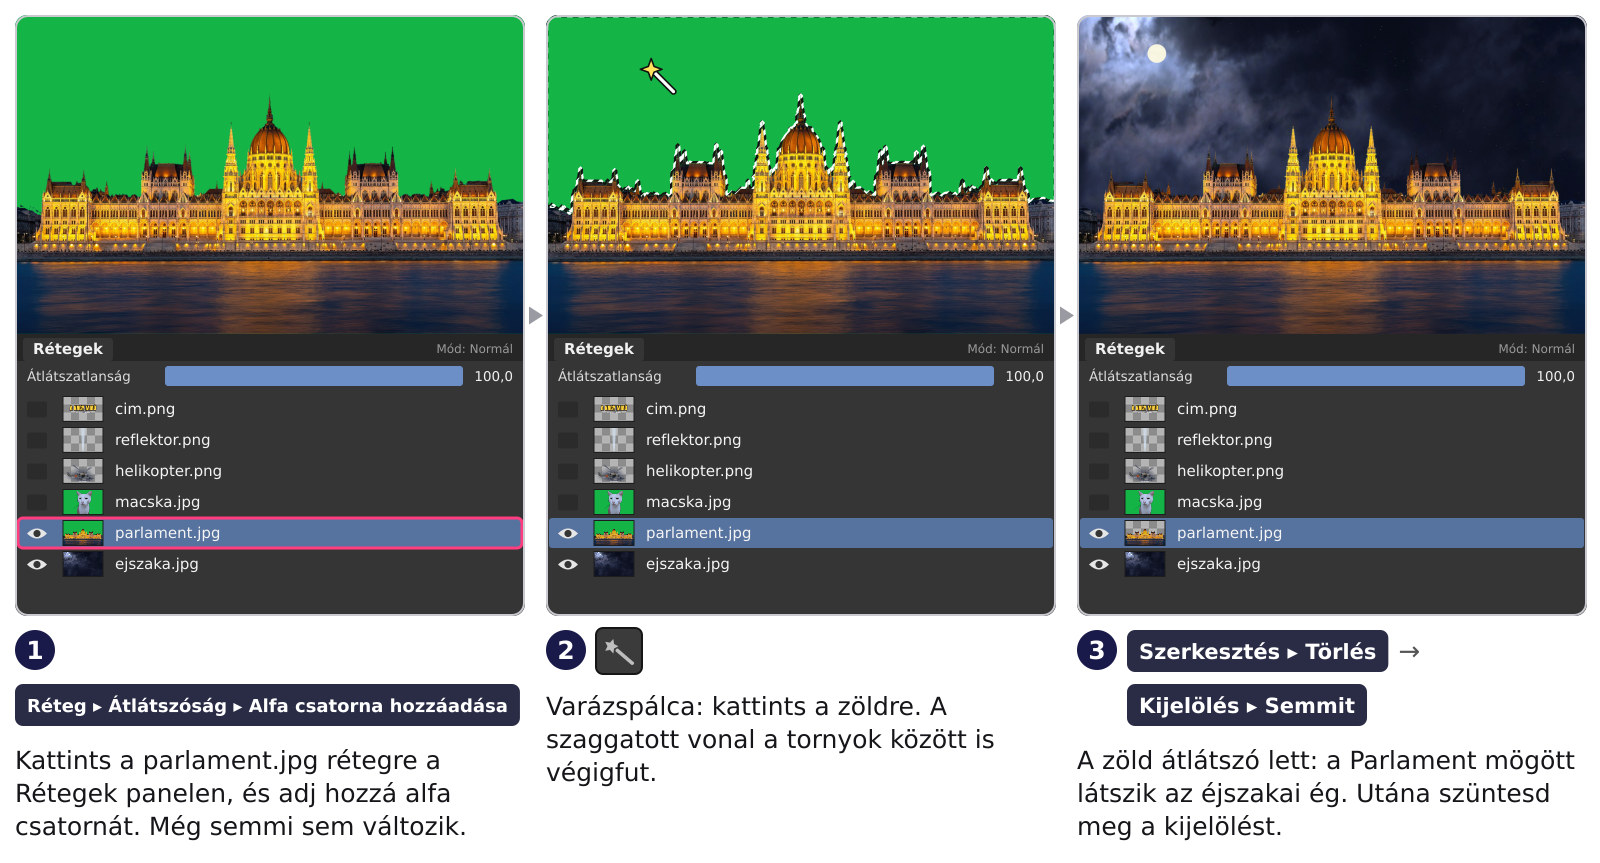 Rétegek
Mód: Normál
Átlátszatlanság
100,0
cim.png
reflektor.png
helikopter.png
macska.jpg
parlament.jpg
ejszaka.jpg
1
Réteg ▸ Átlátszóság ▸ Alfa csatorna hozzáadása
Kattints a parlament.jpg rétegre a
Rétegek panelen, és adj hozzá alfa
csatornát. Még semmi sem változik.
Rétegek
Mód: Normál
Átlátszatlanság
100,0
cim.png
reflektor.png
helikopter.png
macska.jpg
parlament.jpg
ejszaka.jpg
2
Varázspálca: kattints a zöldre. A
szaggatott vonal a tornyok között is
végigfut.
Rétegek
Mód: Normál
Átlátszatlanság
100,0
cim.png
reflektor.png
helikopter.png
macska.jpg
parlament.jpg
ejszaka.jpg
3
Szerkesztés ▸ Törlés →
Kijelölés ▸ Semmit
A zöld átlátszó lett: a Parlament mögött
látszik az éjszakai ég. Utána szüntesd
meg a kijelölést.